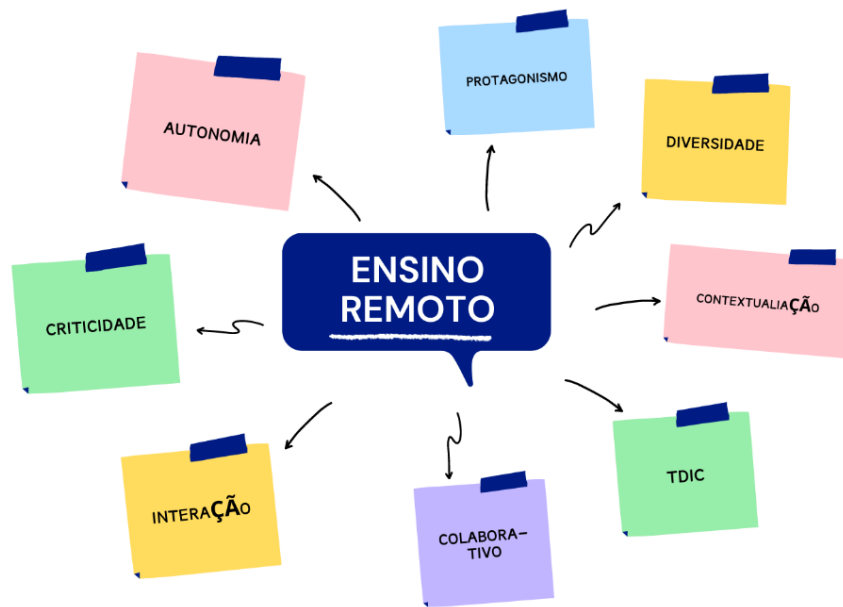 PROTAGONISMO
AUTONOMIA
DIVERSIDADE
ENSINO
REMOTO
CONTEXTUALIAÇÃO
CRITICIDADE
TDIC
INTERAÇÃO
COLABORA-
TIVO